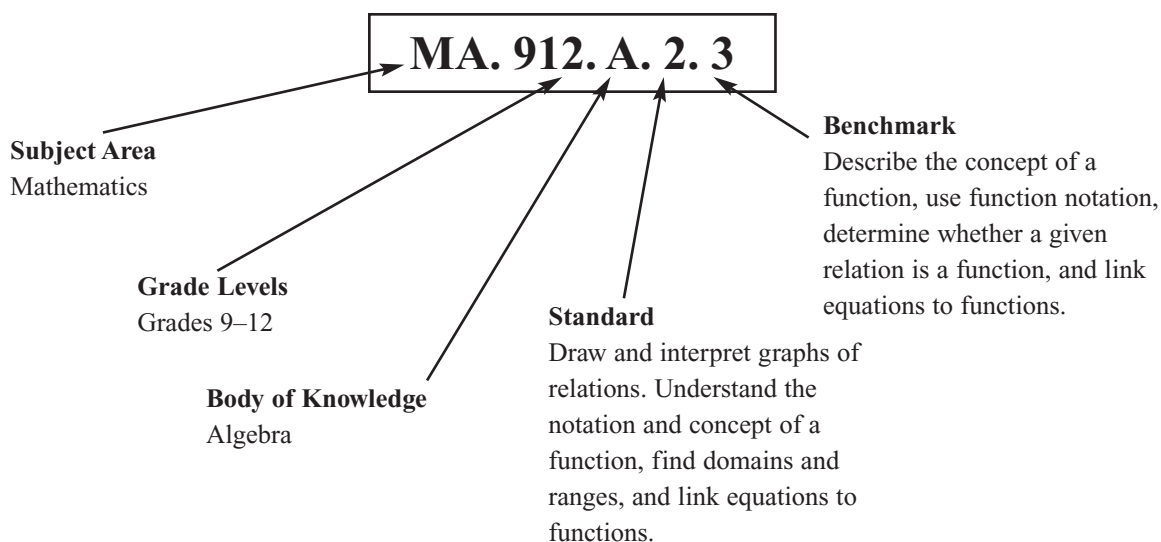 MA. 912. A. 2. 3
Subject Area
Mathematics
Grade Levels
Grades 9–12
Body of Knowledge
Algebra
Standard
Draw and interpret graphs of
relations. Understand the
notation and concept of a
function, find domains and
ranges, and link equations to
functions.
Benchmark
Describe the concept of a
function, use function notation,
determine whether a given
relation is a function, and link
equations to functions.